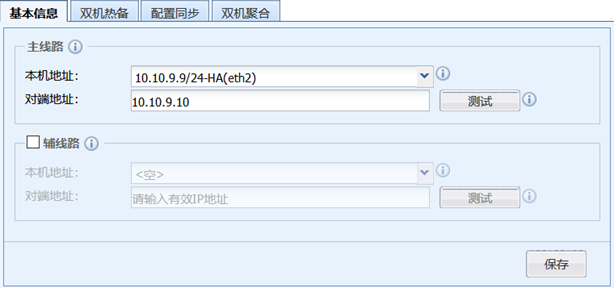 基本信息 双机热备 配置同步 双机聚合
主线路
本机地址： 10.10.9.9/24-HA(eth2)
对端地址： 10.10.9.10 测试
辅线路
本机地址： <空>
对端地址： 请输入有效IP地址 测试
保存